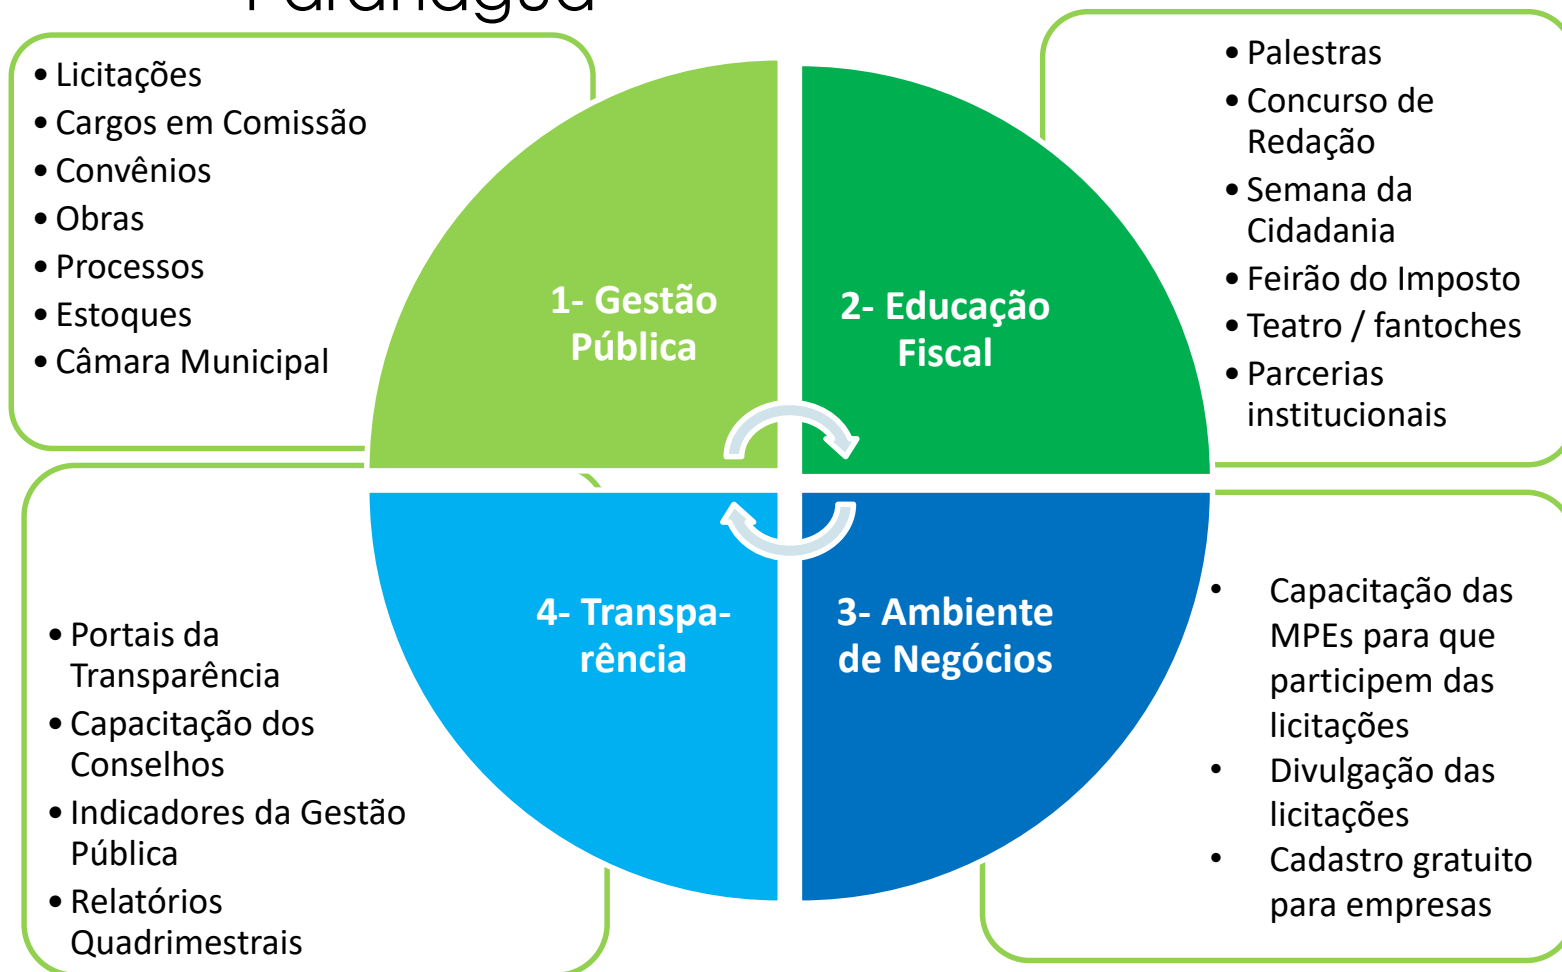 Paranaguá
• Licitações
• Cargos em Comissão
• Convênios
• Obras
• Processos
• Estoques
• Câmara Municipal
1- Gestão
Pública
2- Educação
Fiscal
• Palestras
• Concurso de
Redação
• Semana da
Cidadania
• Feirão do Imposto
• Teatro / fantoches
• Parcerias
institucionais
• Portais da
Transparência
• Capacitação dos
Conselhos
• Indicadores da Gestão
Pública
• Relatórios
Quadrimestrais
4- Transpa-
rência
3- Ambiente
de Negócios
• Capacitação das
MPEs para que
participem das
licitações
• Divulgação das
licitações
• Cadastro gratuito
para empresas